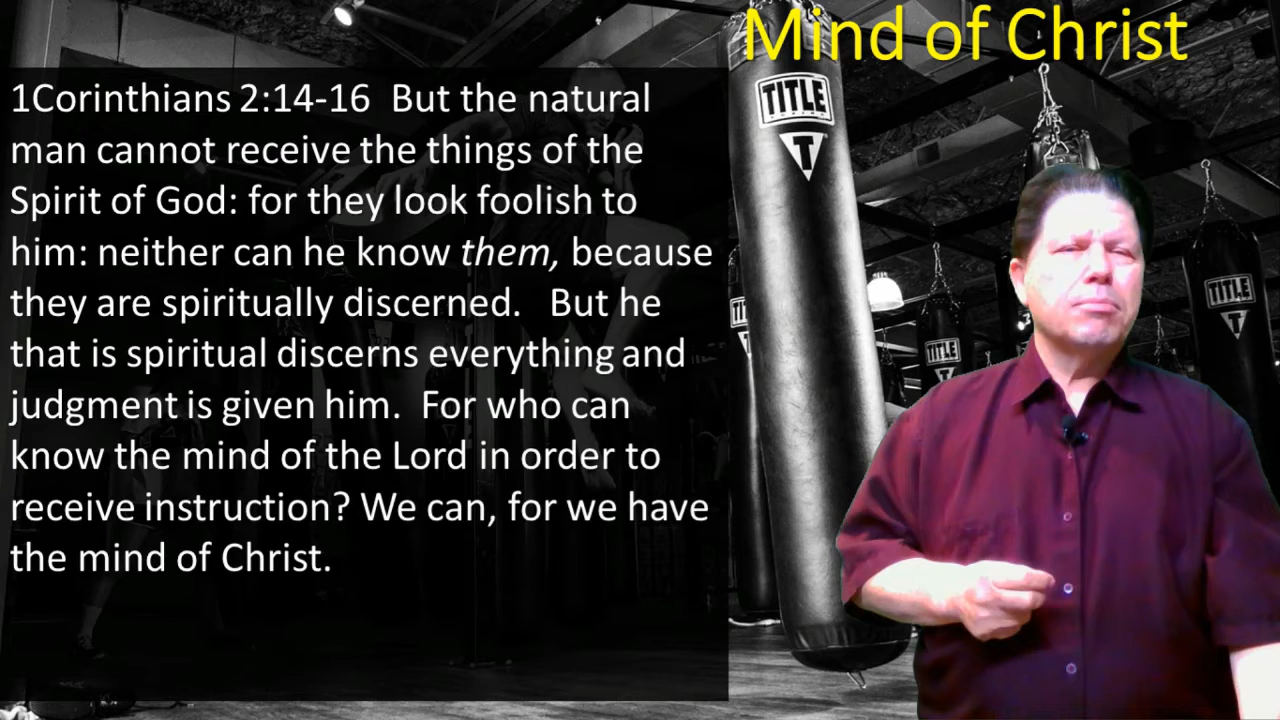 Mind of Christ
1Corinthians 2:14-16  But the natural
man cannot receive the things of the
Spirit of God: for they look foolish to
him: neither can he know them, because
they are spiritually discerned.   But he
that is spiritual discerns everything and
judgment is given him.  For who can
know the mind of the Lord in order to
receive instruction? We can, for we have
the mind of Christ.
TITLE
T
TITLE
TITLE
T
TITLE
T